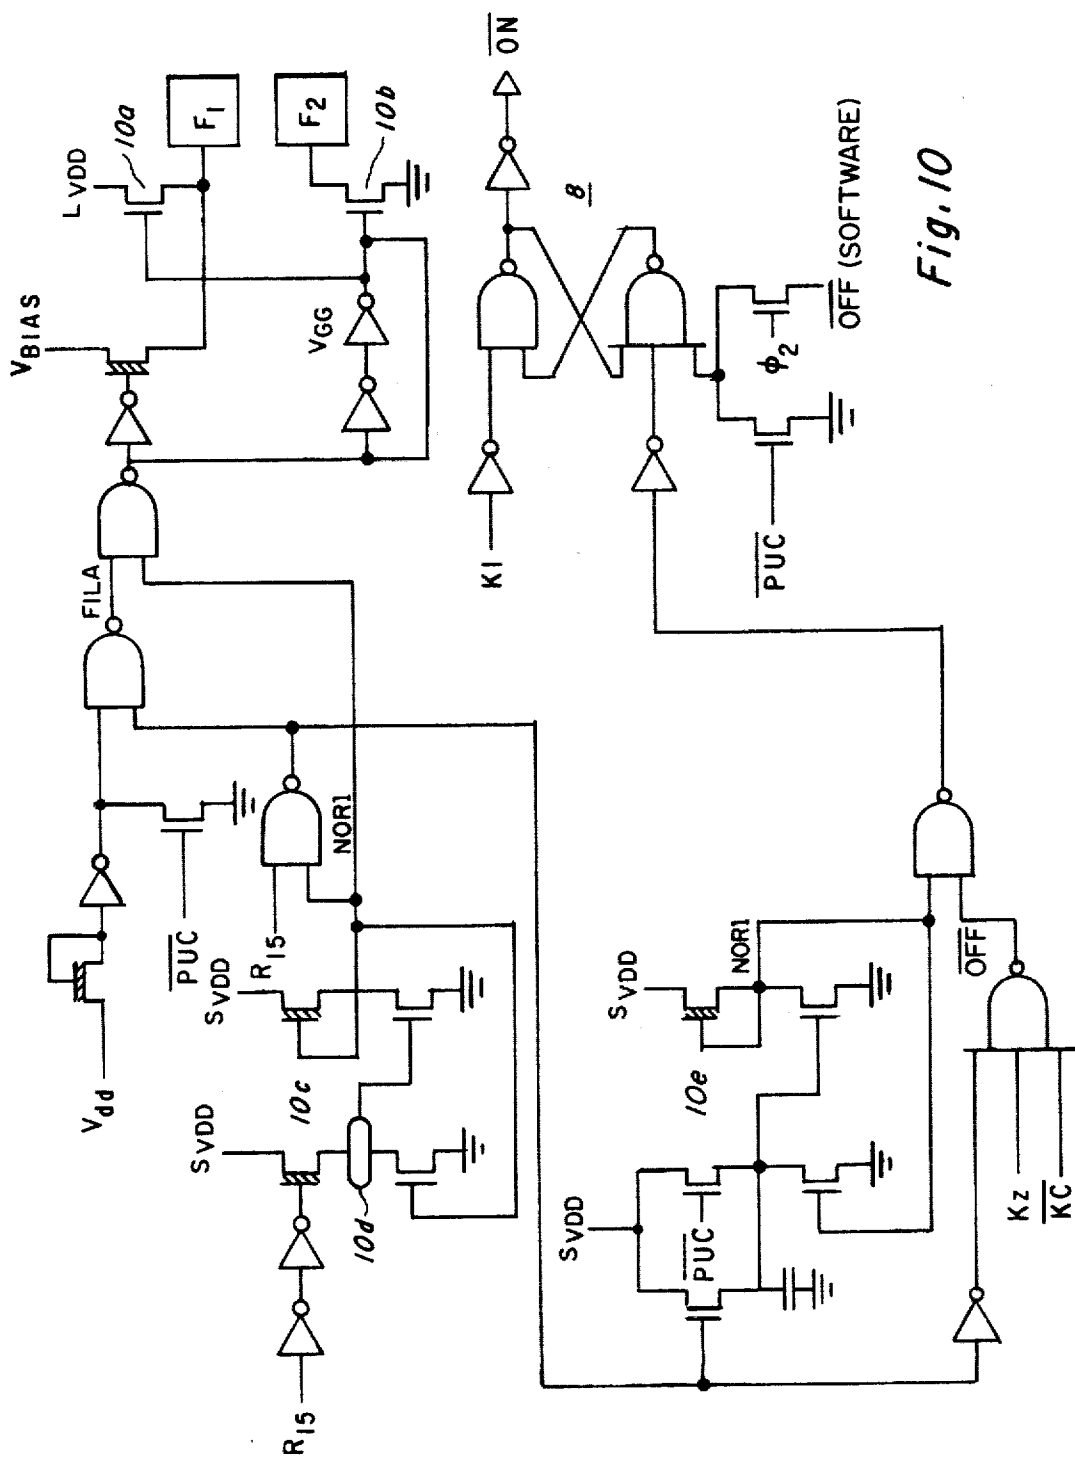 L VDD
10a
F1
F2
10b
VBIAS
VGG
ON
8
FILA
K1
OFF (SOFTWARE)
φ2
PUC
Fig. 10
Vdd
PUC
NOR1
R15
SVDD
SVDD
10c
10d
R15
SVDD
NOR1
10e
OFF
SVDD
PUC
Kz
KC